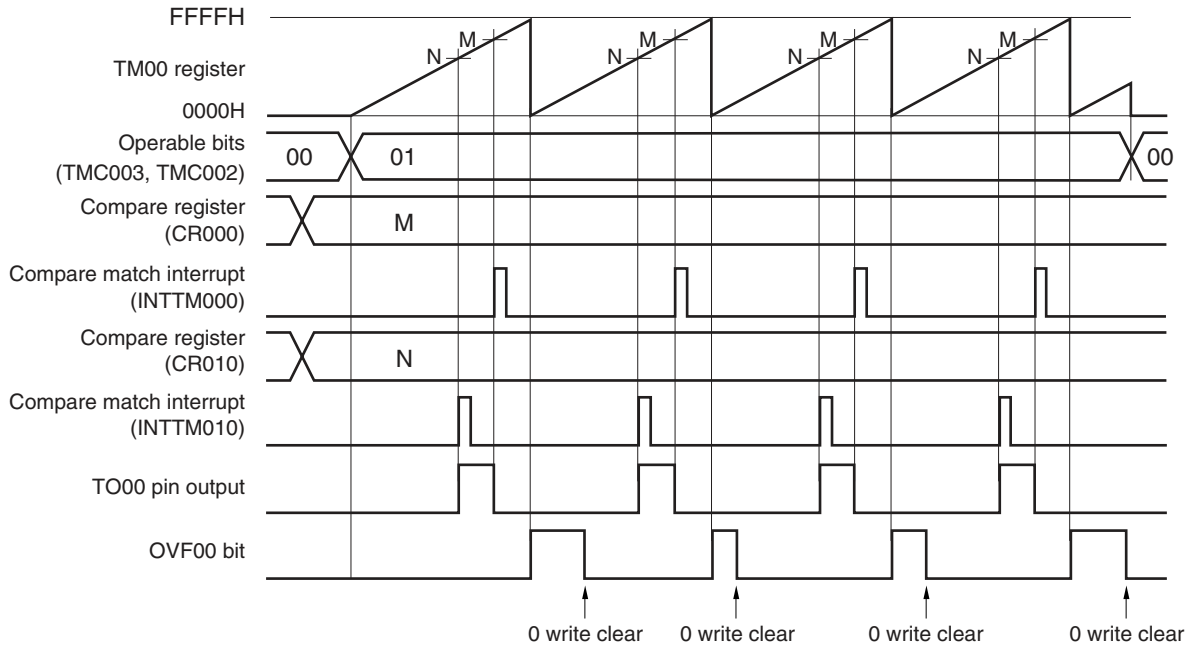 FFFFH
M M M M
N N N N
TM00 register
0000H
Operable bits
(TMC003, TMC002)
00 01 00
Compare register
(CR000)
M
Compare match interrupt
(INTTM000)
Compare register
(CR010)
N
Compare match interrupt
(INTTM010)
TO00 pin output
OVF00 bit
0 write clear 0 write clear 0 write clear 0 write clear